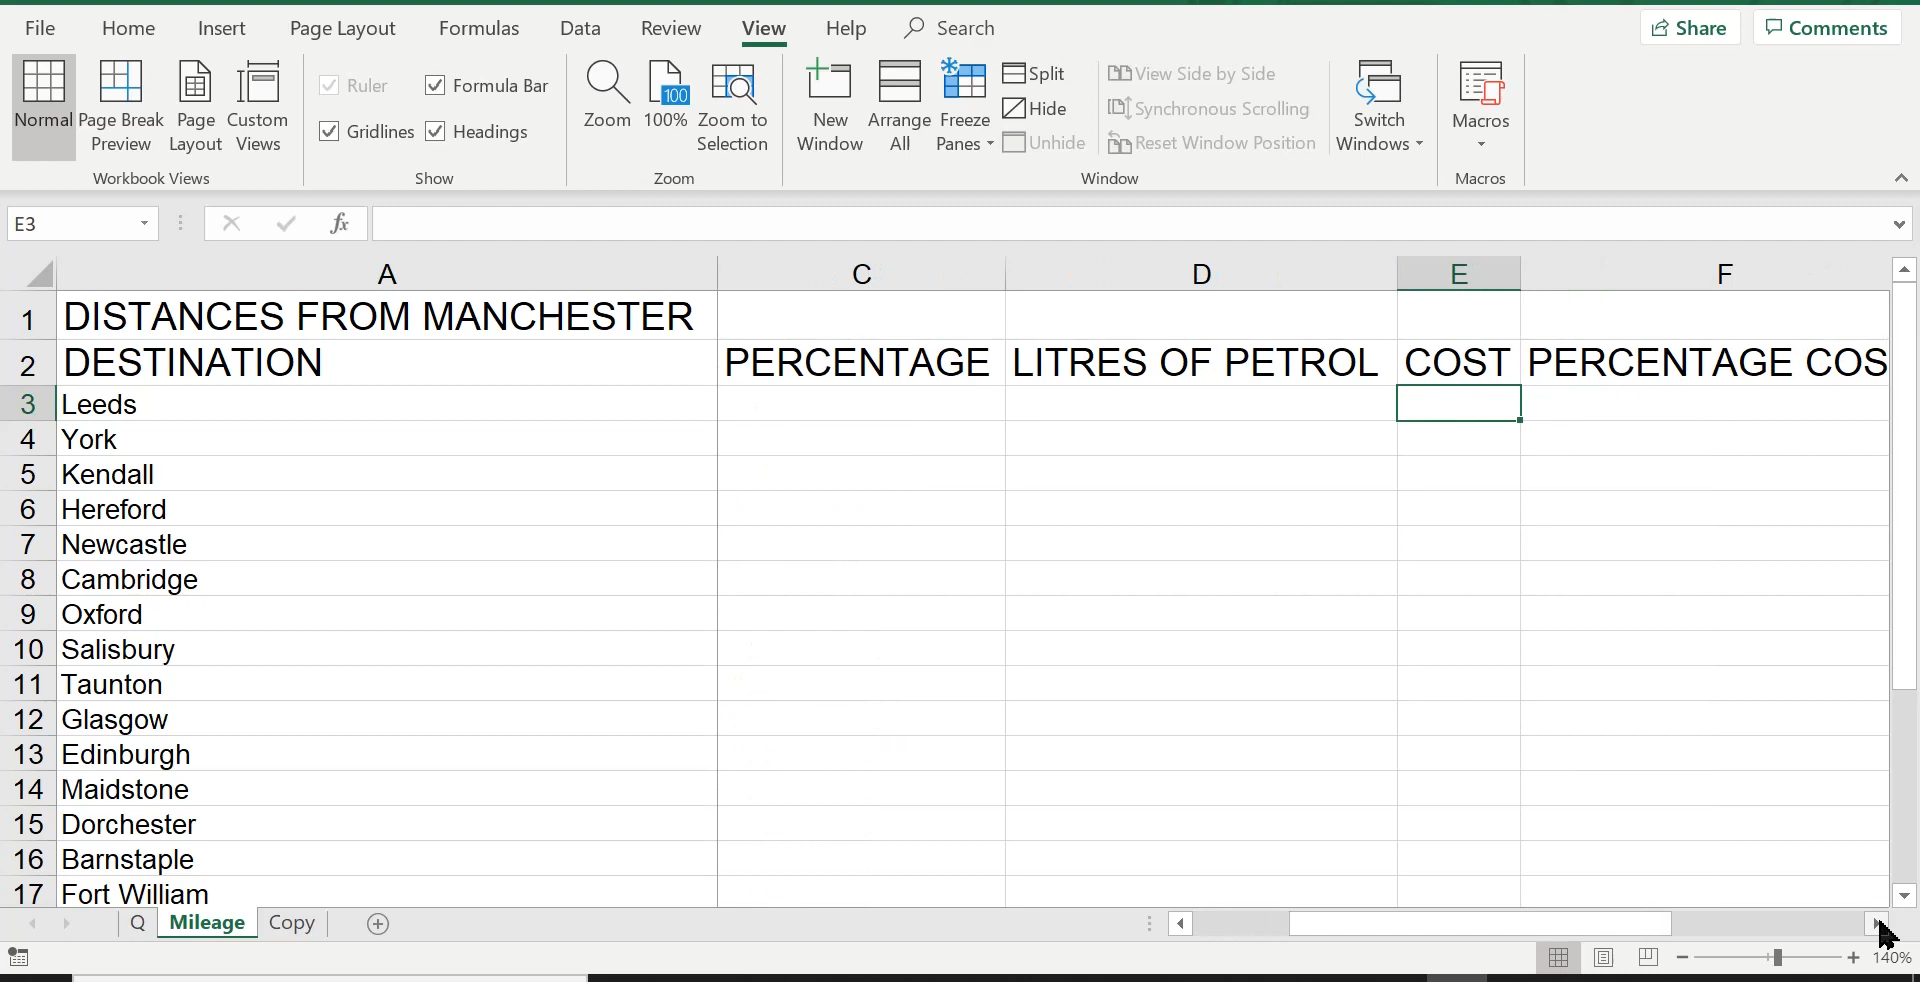 File Home Insert Page Layout Formulas Data Review View Help Search Share Comments
Normal Page Break Preview Page Layout Custom Views
Workbook Views
Ruler Formula Bar
Gridlines Headings
Show
Zoom 100% Zoom to Selection
100
Zoom
New Window Arrange All Freeze Panes
Split
Hide
Unhide
View Side by Side
Synchronous Scrolling
Reset Window Position
Switch Windows
Window
Macros
Macros
E3 fx
A C D E F
1 DISTANCES FROM MANCHESTER
2 DESTINATION PERCENTAGE LITRES OF PETROL COST PERCENTAGE COS
3 Leeds
4 York
5 Kendall
6 Hereford
7 Newcastle
8 Cambridge
9 Oxford
10 Salisbury
11 Taunton
12 Glasgow
13 Edinburgh
14 Maidstone
15 Dorchester
16 Barnstaple
17 Fort William
Q Mileage Copy
140%